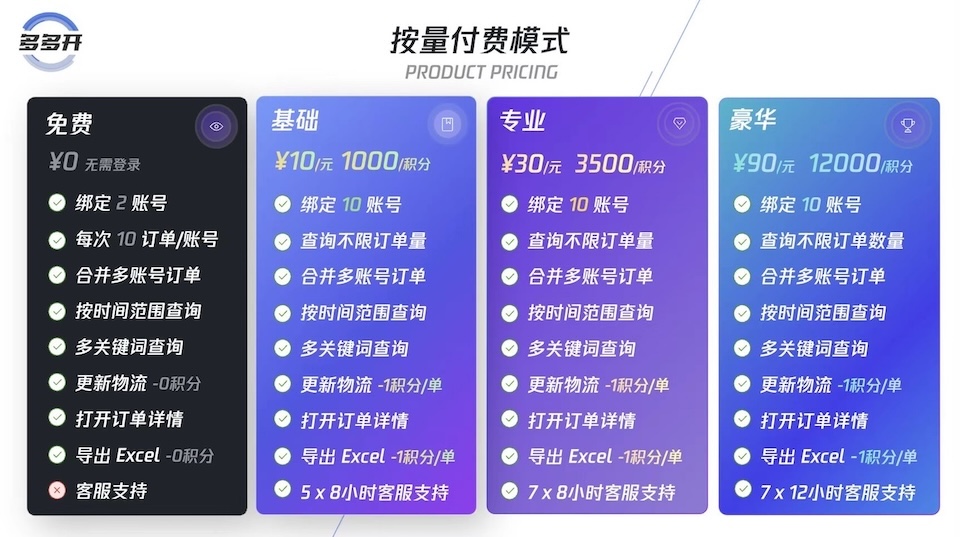 多多开
按量付费模式
PRODUCT PRICING
免费
¥0 无需登录
绑定 2 账号
每次 10 订单/账号
合并多账号订单
按时间范围查询
多关键词查询
更新物流 -0积分
打开订单详情
导出 Excel -0积分
客服支持
基础
¥10/元 1000/积分
绑定 10 账号
查询不限订单量
合并多账号订单
按时间范围查询
多关键词查询
更新物流 -1积分/单
打开订单详情
导出 Excel -1积分/单
5 x 8小时客服支持
专业
¥30/元 3500/积分
绑定 10 账号
查询不限订单量
合并多账号订单
按时间范围查询
多关键词查询
更新物流 -1积分/单
打开订单详情
导出 Excel -1积分/单
7 x 8小时客服支持
豪华
¥90/元 12000/积分
绑定 10 账号
查询不限订单数量
合并多账号订单
按时间范围查询
多关键词查询
更新物流 -1积分/单
打开订单详情
导出 Excel -1积分/单
7 x 12小时客服支持